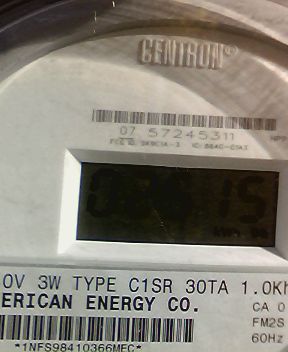 CENTRON®
07 57245311
0V 3W TYPE C1SR 30TA 1.0Kh
ERICAN ENERGY CO.
CA 0
FM2S
60Hz
*1NFS98410366MEC*